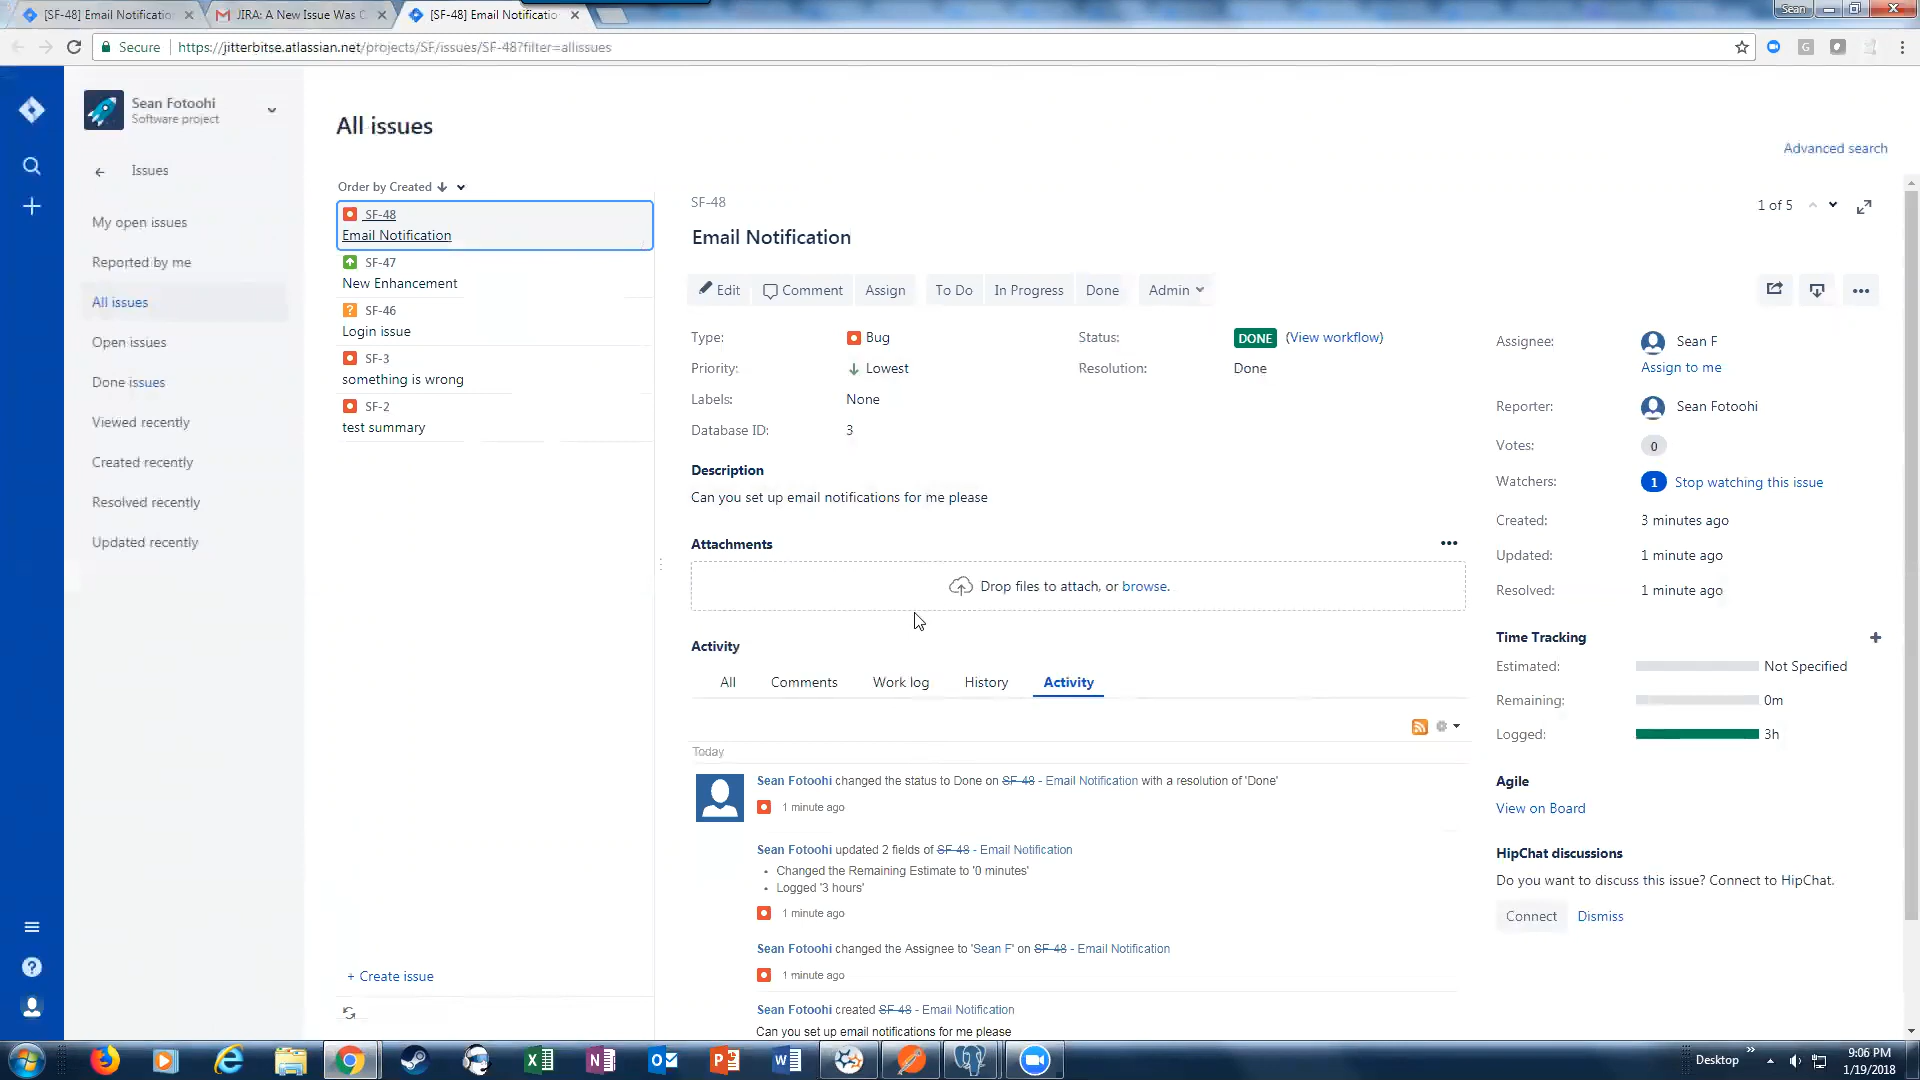 [SF-48] Email Notificatio
JIRA: A New Issue Was C
[SF-48] Email Notificatio
Sean
Secure
https://jitterbitse.atlassian.net/projects/SF/issues/SF-48?filter=allissues
Sean Fotoohi
Software project
Issues
My open issues
Reported by me
All issues
Open issues
Done issues
Viewed recently
Created recently
Resolved recently
Updated recently
All issues
Advanced search
Order by Created
SF-48
Email Notification
SF-47
New Enhancement
SF-46
Login issue
SF-3
something is wrong
SF-2
test summary
+ Create issue
SF-48
1 of 5
Email Notification
Edit Comment Assign To Do In Progress Done Admin
Type: Bug
Priority: Lowest
Labels: None
Database ID: 3
Status: DONE (View workflow)
Resolution: Done
Description
Can you set up email notifications for me please
Attachments
Drop files to attach, or browse.
Activity
All Comments Work log History Activity
Today
Sean Fotoohi changed the status to Done on SF-48 - Email Notification with a resolution of 'Done'
1 minute ago
Sean Fotoohi updated 2 fields of SF-48 - Email Notification
• Changed the Remaining Estimate to '0 minutes'
• Logged '3 hours'
1 minute ago
Sean Fotoohi changed the Assignee to 'Sean F' on SF-48 - Email Notification
1 minute ago
Sean Fotoohi created SF-48 - Email Notification
Can you set up email notifications for me please
Assignee: Sean F
Assign to me
Reporter: Sean Fotoohi
Votes: 0
Watchers: 1 Stop watching this issue
Created: 3 minutes ago
Updated: 1 minute ago
Resolved: 1 minute ago
Time Tracking
Estimated: Not Specified
Remaining: 0m
Logged: 3h
Agile
View on Board
HipChat discussions
Do you want to discuss this issue? Connect to HipChat.
Connect Dismiss
Desktop
9:06 PM
1/19/2018